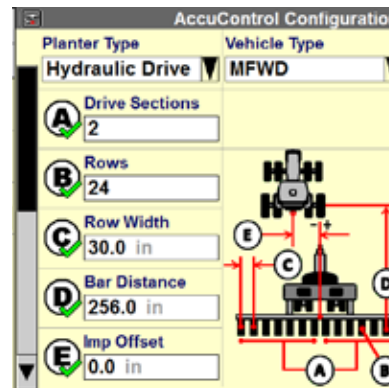 AccuControl Configuratio
Planter Type
Vehicle Type
Hydraulic Drive
MFWD
A
Drive Sections
2
B
Rows
24
C
Row Width
30.0 in
D
Bar Distance
256.0 in
E
Imp Offset
0.0 in
- +
E
C
D
A
B